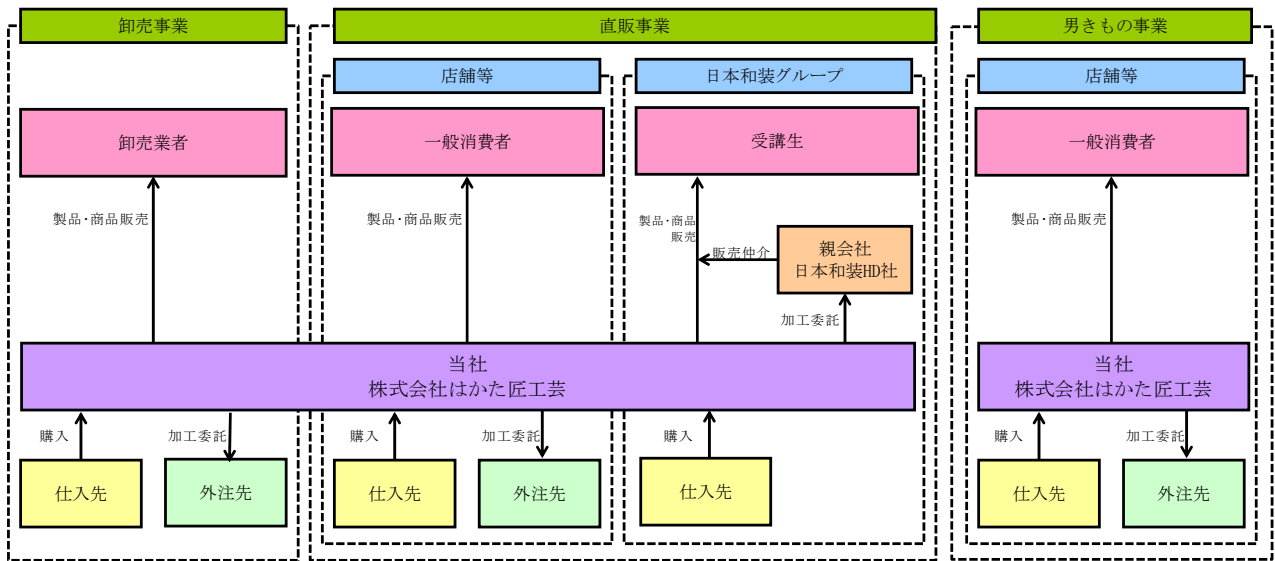 卸売事業
直販事業
男きもの事業
店舗等
日本和装グループ
店舗等
卸売業者
一般消費者
受講生
一般消費者
製品・商品販売
製品・商品販売
製品・商品
販売
販売仲介
親会社
日本和装HD社
製品・商品販売
加工委託
当社
株式会社はかた匠工芸
当社
株式会社はかた匠工芸
購入
加工委託
購入
加工委託
購入
購入
加工委託
仕入先
外注先
仕入先
外注先
仕入先
仕入先
外注先